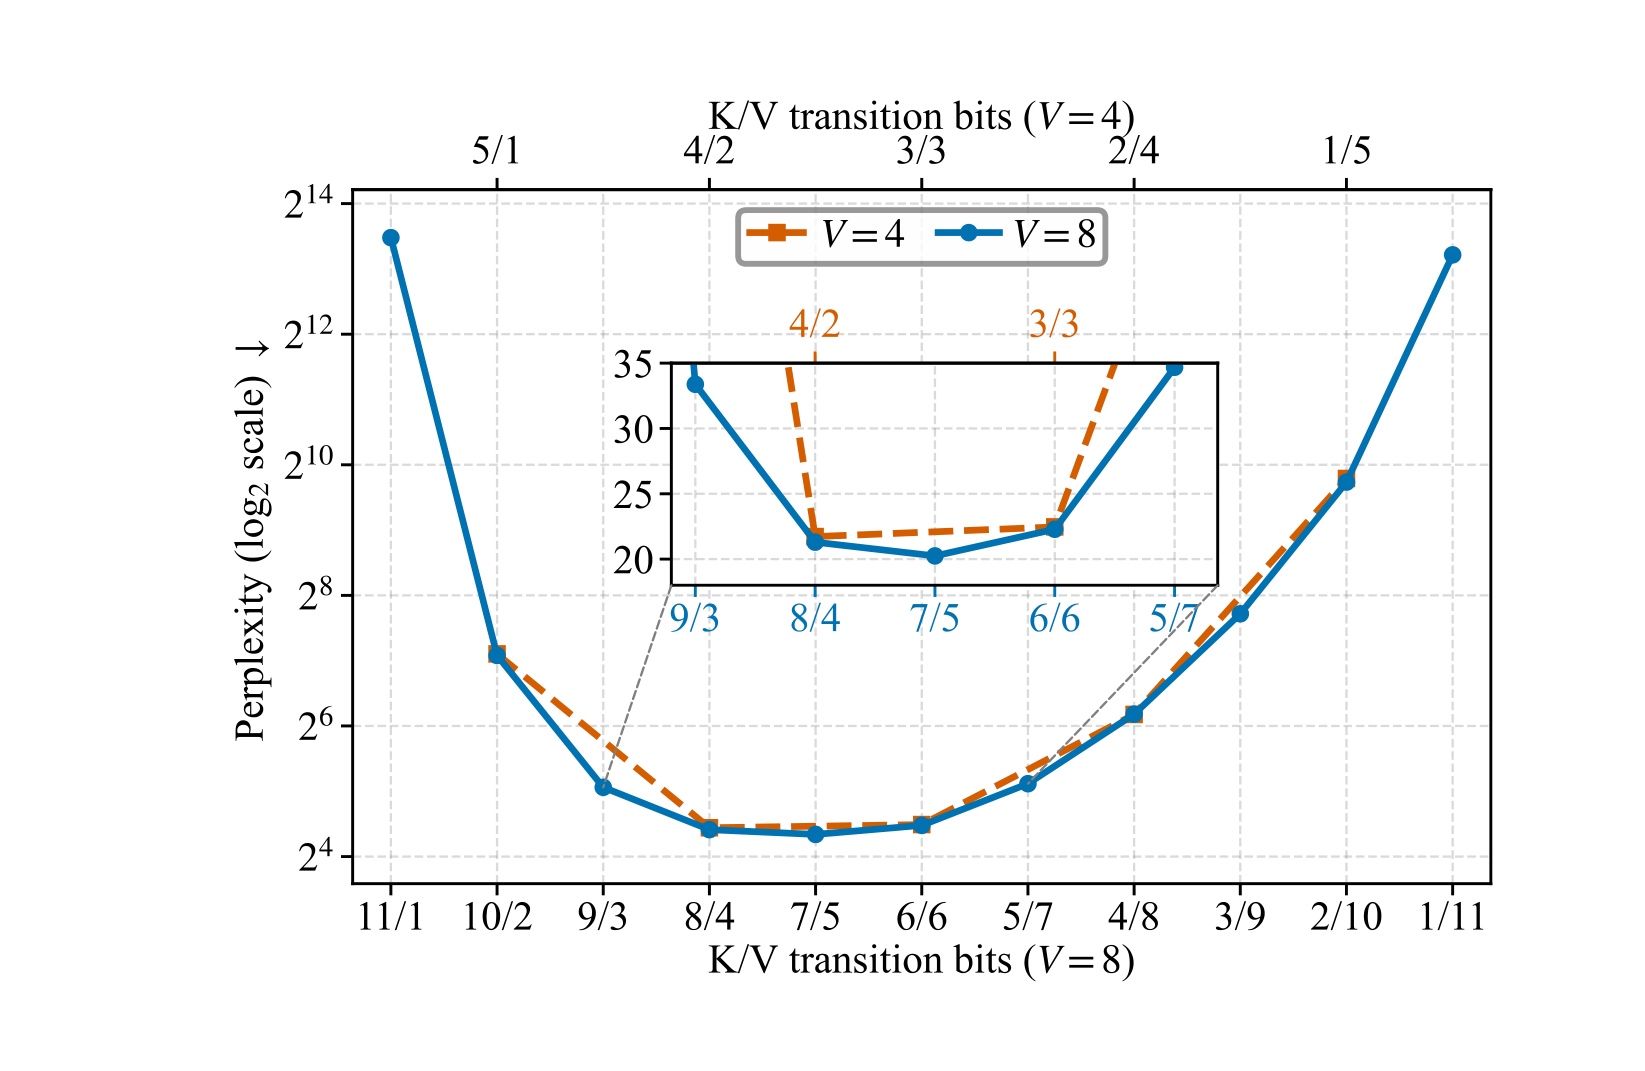 K/V transition bits (V=4)
5/1 4/2 3/3 2/4 1/5
2^14
V=4 V=8
2^12
4/2 3/3
35
30
2^10
25
20
2^8
9/3 8/4 7/5 6/6 5/7
2^6
2^4
Perplexity (log₂ scale) ↓
11/1 10/2 9/3 8/4 7/5 6/6 5/7 4/8 3/9 2/10 1/11
K/V transition bits (V=8)